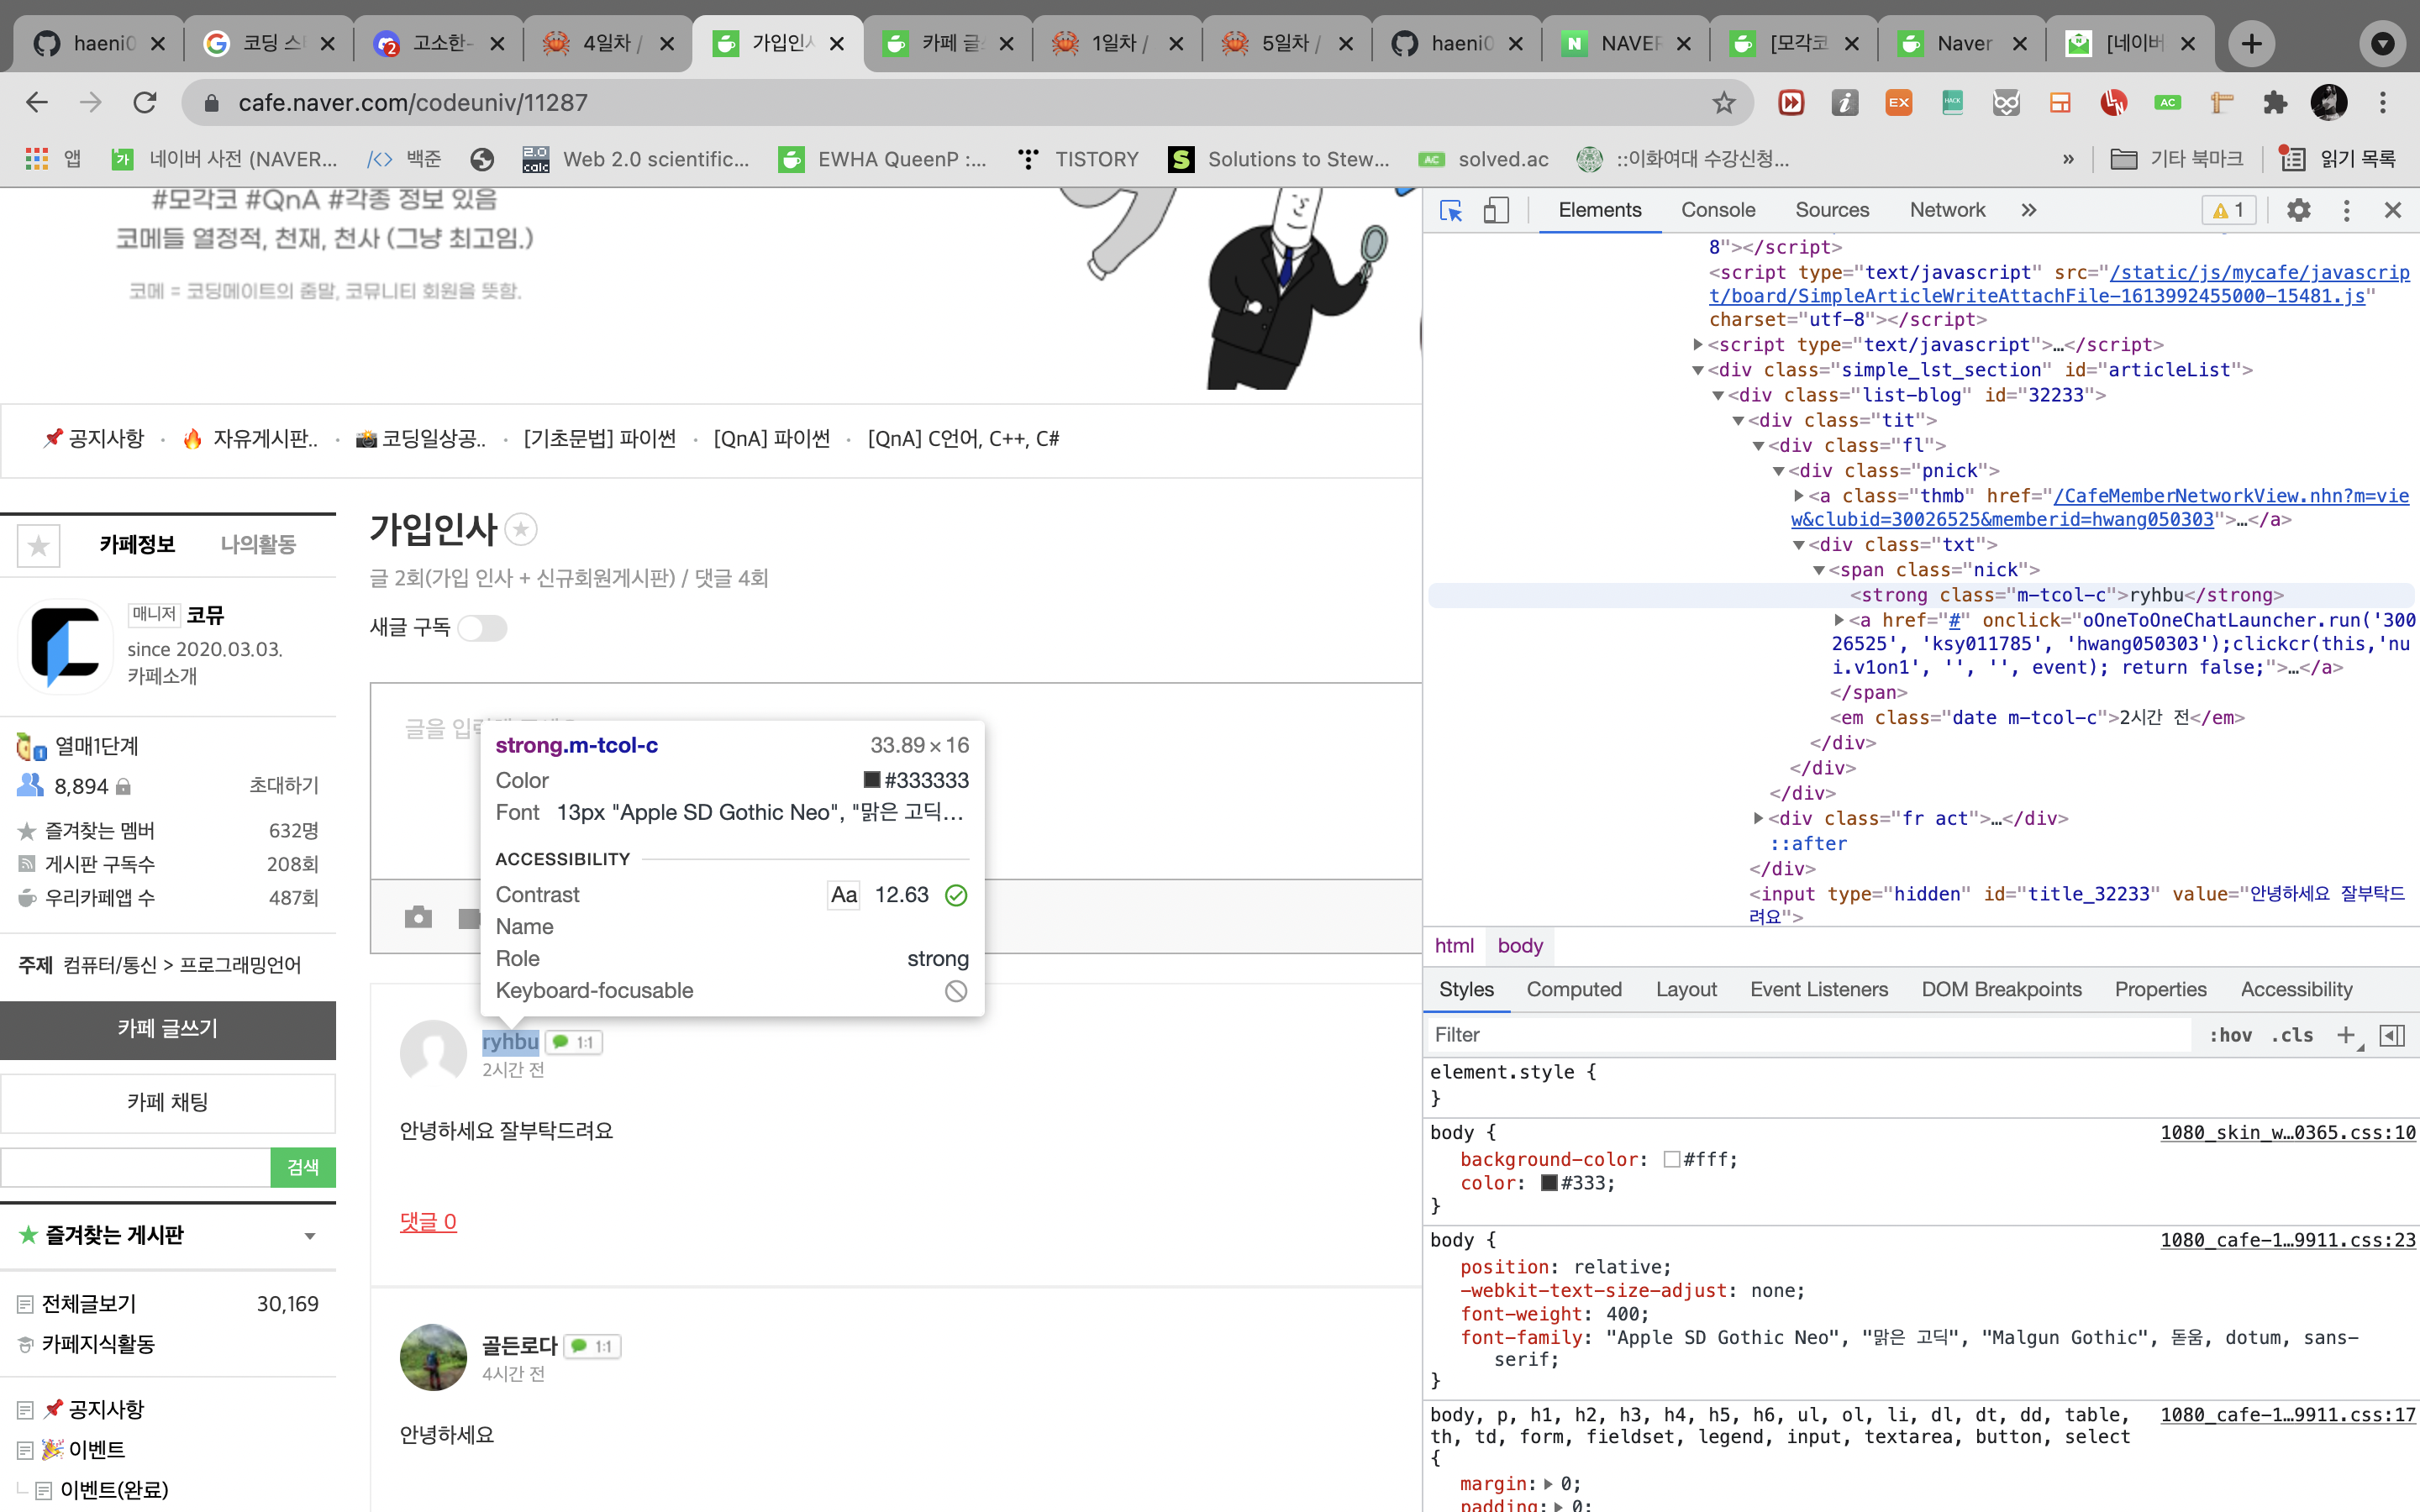 haeni0
코딩 스
고소한-
4일차 /
가입인사
카페 글
1일차 /
5일차 /
haeni0
NAVER
[모각코
Naver
[네이버
cafe.naver.com/codeuniv/11287
앱
네이버 사전 (NAVER...
백준
Web 2.0 scientific...
EWHA QueenP :...
TISTORY
Solutions to Stew...
solved.ac
::이화여대 수강신청...
»
기타 북마크
읽기 목록
#모각코 #QnA #각종 정보 있음
코메들 열정적, 천재, 천사 (그냥 최고임.)
코메 = 코딩메이트의 줌말, 코뮤니티 회원을 뜻함.
📌 공지사항 · 🔥 자유게시판.. · 📸 코딩일상공.. · [기초문법] 파이썬 · [QnA] 파이썬 · [QnA] C언어, C++, C#
카페정보 나의활동
매니저 코뮤
since 2020.03.03.
카페소개
열매1단계
8,894 초대하기
즐겨찾는 멤버 632명
게시판 구독수 208회
우리카페앱 수 487회
주제 컴퓨터/통신 > 프로그래밍언어
카페 글쓰기
카페 채팅
검색
즐겨찾는 게시판
전체글보기 30,169
카페지식활동
📌 공지사항
🎉 이벤트
이벤트(완료)
가입인사
글 2회(가입 인사 + 신규회원게시판) / 댓글 4회
새글 구독
글을 입
strong.m-tcol-c 33.89 × 16
Color #333333
Font 13px "Apple SD Gothic Neo", "맑은 고딕...
ACCESSIBILITY
Contrast Aa 12.63
Name
Role strong
Keyboard-focusable
ryhbu 1:1
2시간 전
안녕하세요 잘부탁드려요
댓글 0
골든로다 1:1
4시간 전
안녕하세요
Elements Console Sources Network » 1
8"></script>
<script type="text/javascript" src="/static/js/mycafe/javascrip
t/board/SimpleArticleWriteAttachFile-1613992455000-15481.js"
charset="utf-8"></script>
<script type="text/javascript">…</script>
<div class="simple_lst_section" id="articleList">
<div class="list-blog" id="32233">
<div class="tit">
<div class="fl">
<div class="pnick">
<a class="thmb" href="/CafeMemberNetworkView.nhn?m=vie
w&clubid=30026525&memberid=hwang050303">…</a>
<div class="txt">
<span class="nick">
<strong class="m-tcol-c">ryhbu</strong>
<a href="#" onclick="oOneToOneChatLauncher.run('300
26525', 'ksy011785', 'hwang050303');clickcr(this,'nu
i.v1on1', '', '', event); return false;">…</a>
</span>
<em class="date m-tcol-c">2시간 전</em>
</div>
</div>
</div>
<div class="fr act">…</div>
::after
</div>
<input type="hidden" id="title_32233" value="안녕하세요 잘부탁드
려요">
html body
Styles Computed Layout Event Listeners DOM Breakpoints Properties Accessibility
Filter :hov .cls +
element.style {
}
body { 1080_skin_w…0365.css:10
background-color: #fff;
color: #333;
}
body { 1080_cafe-1…9911.css:23
position: relative;
-webkit-text-size-adjust: none;
font-weight: 400;
font-family: "Apple SD Gothic Neo", "맑은 고딕", "Malgun Gothic", 돋움, dotum, sans-
serif;
}
body, p, h1, h2, h3, h4, h5, h6, ul, ol, li, dl, dt, dd, table, 1080_cafe-1…9911.css:17
th, td, form, fieldset, legend, input, textarea, button, select
{
margin: 0;
padding: 0;